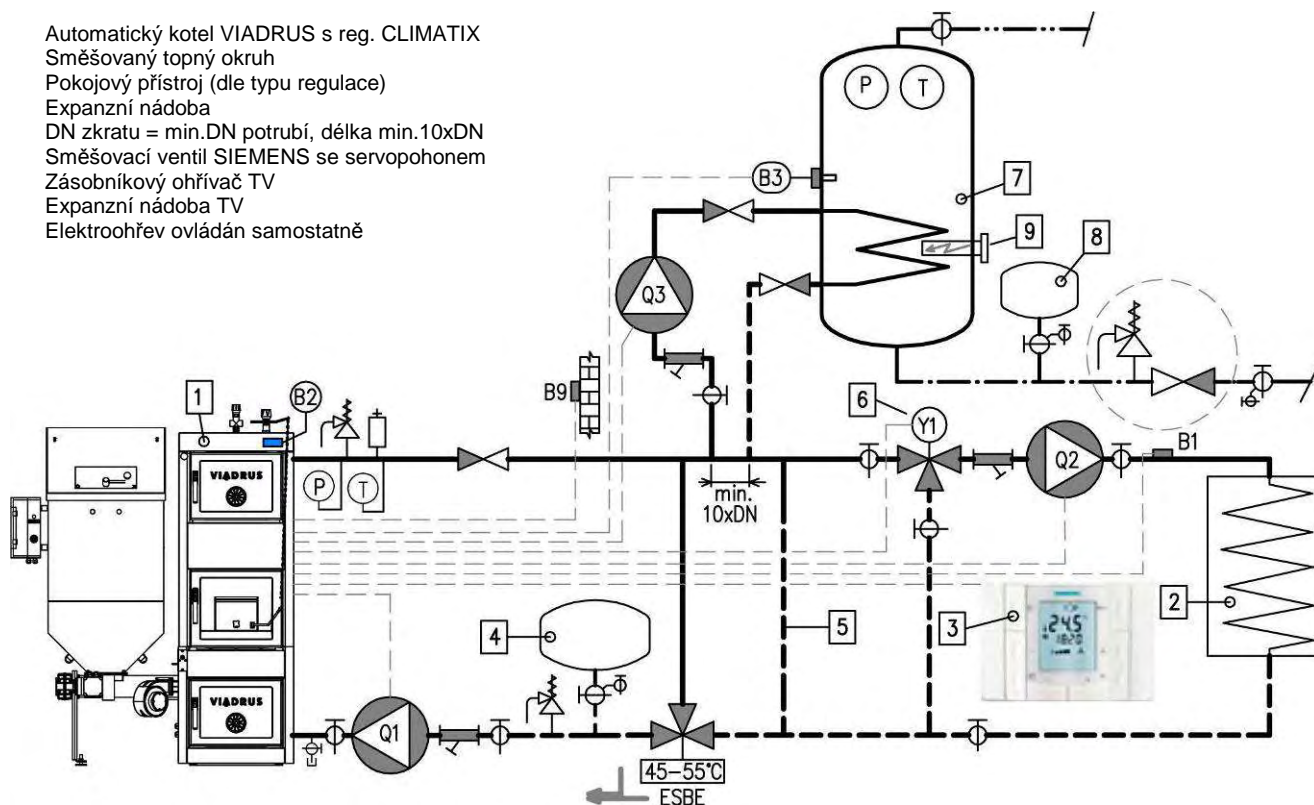 Automatický kotel VIADRUS s reg. CLIMATIX
Směšovaný topný okruh
Pokojový přístroj (dle typu regulace)
Expanzní nádoba
DN zkratu = min.DN potrubí, délka min.10xDN
Směšovací ventil SIEMENS se servopohonem
Zásobníkový ohřívač TV
Expanzní nádoba TV
Elektroohřev ovládán samostatně
P
T
B3
7
9
8
Q3
B9
6
1
B2
Y1
B1
Q2
VIADRUS
P
T
min.
10xDN
4
5
3
24.5
2
VIADRUS
Q1
45-55°C
ESBE